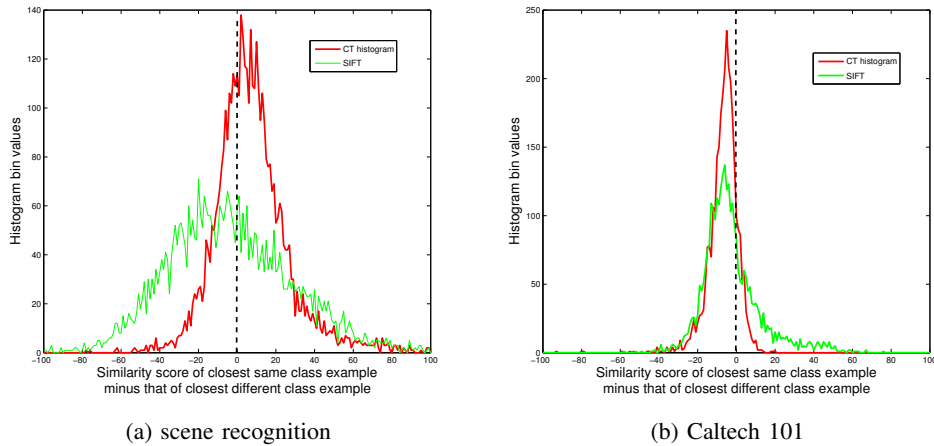 140
120
100
80
60
40
20
0
Histogram bin values
CT histogram
SIFT
−100 −80 −60 −40 −20 0 20 40 60 80 100
Similarity score of closest same class example
minus that of closest different class example
(a) scene recognition
250
200
150
100
50
0
Histogram bin values
CT histogram
SIFT
−100 −80 −60 −40 −20 0 20 40 60 80 100
Similarity score of closest same class example
minus that of closest different class example
(b) Caltech 101